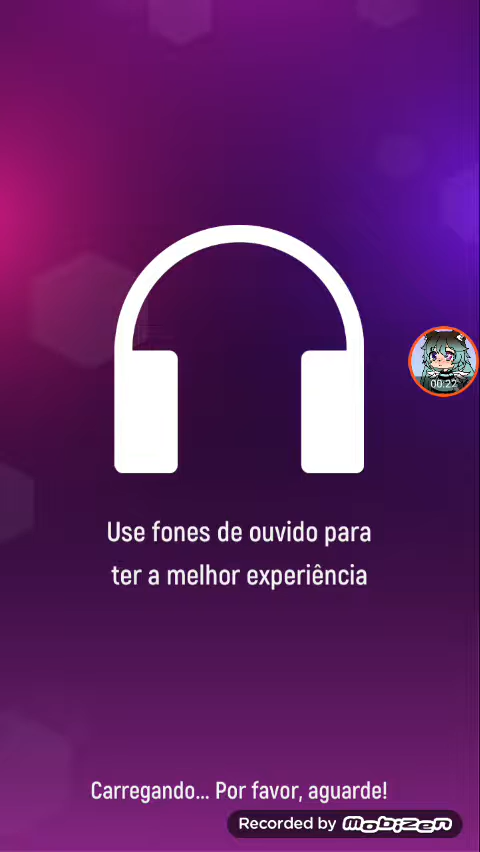 00:22
Use fones de ouvido para
ter a melhor experiência
Carregando... Por favor, aguarde!
Recorded by Mobizen